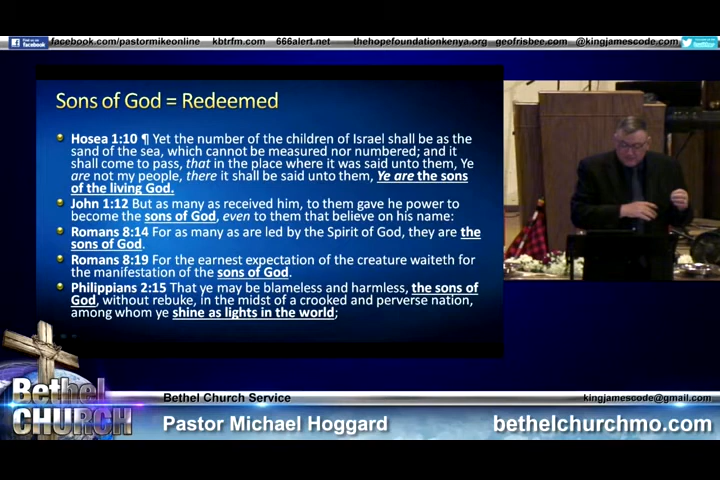 Find us on
facebook facebook.com/pastormikeonline kbtrfm.com 666alert.net thehopefoundationkenya.org geofrisbee.com @kingjamescode.com
Sons of God = Redeemed
Hosea 1:10 ¶ Yet the number of the children of Israel shall be as the
sand of the sea, which cannot be measured nor numbered; and it
shall come to pass, that in the place where it was said unto them, Ye
are not my people, there it shall be said unto them, Ye are the sons
of the living God.
John 1:12 But as many as received him, to them gave he power to
become the sons of God, even to them that believe on his name:
Romans 8:14 For as many as are led by the Spirit of God, they are the
sons of God.
Romans 8:19 For the earnest expectation of the creature waiteth for
the manifestation of the sons of God.
Philippians 2:15 That ye may be blameless and harmless, the sons of
God, without rebuke, in the midst of a crooked and perverse nation,
among whom ye shine as lights in the world;
Bethel
CHURCH
Bethel Church Service kingjamescode@gmail.com
Pastor Michael Hoggard bethelchurchmo.com